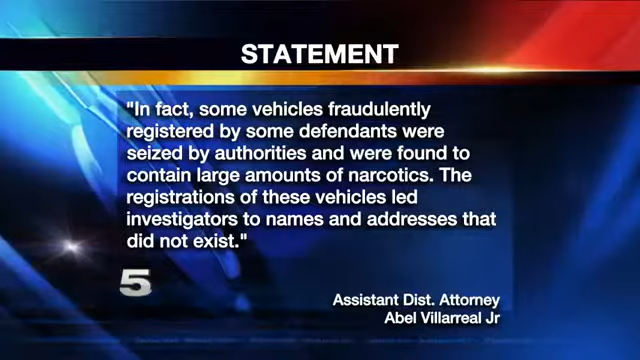 STATEMENT
"In fact, some vehicles fraudulently
registered by some defendants were
seized by authorities and were found to
contain large amounts of narcotics. The
registrations of these vehicles led
investigators to names and addresses that
did not exist."
5
Assistant Dist. Attorney
Abel Villarreal Jr